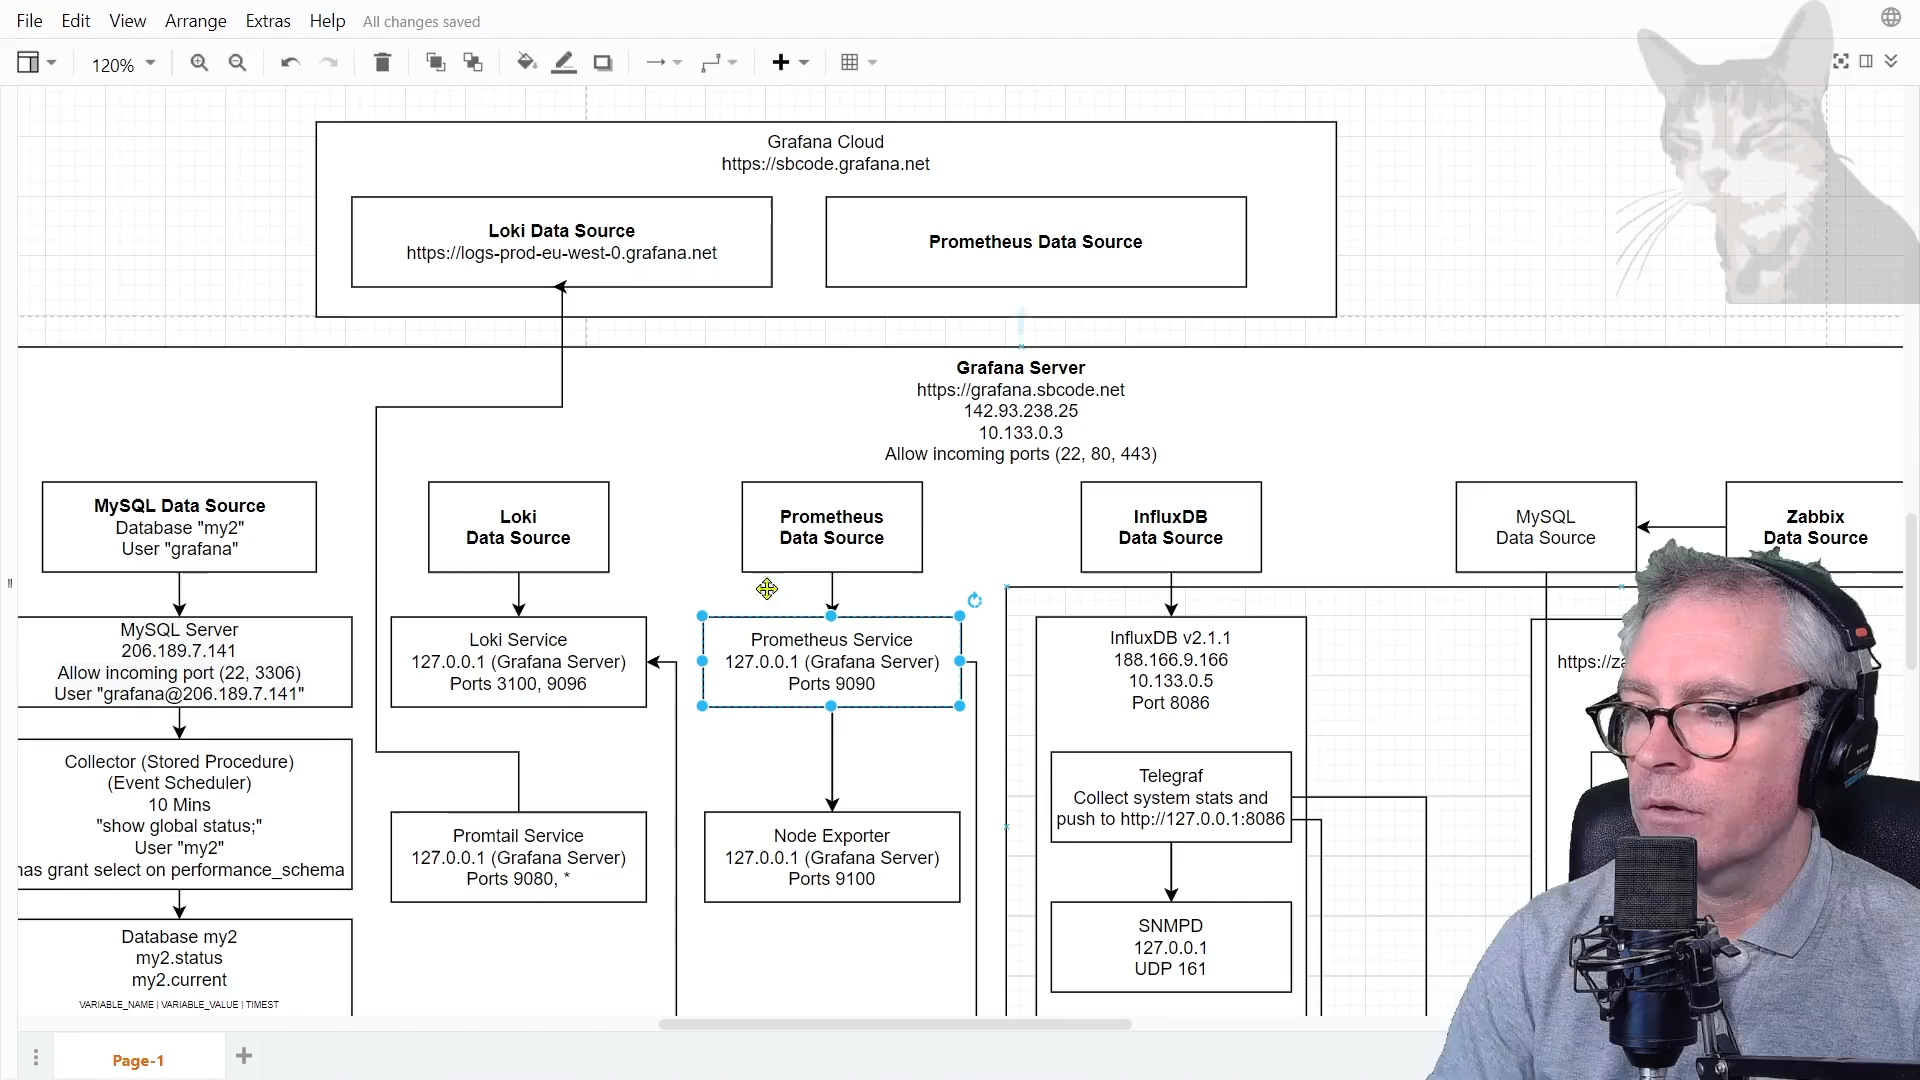 File Edit View Arrange Extras Help All changes saved
120%
Grafana Cloud
https://sbcode.grafana.net
Loki Data Source
https://logs-prod-eu-west-0.grafana.net
Prometheus Data Source
Grafana Server
https://grafana.sbcode.net
142.93.238.25
10.133.0.3
Allow incoming ports (22, 80, 443)
MySQL Data Source
Database "my2"
User "grafana"
Loki
Data Source
Prometheus
Data Source
InfluxDB
Data Source
MySQL
Data Source
Zabbix
Data Source
MySQL Server
206.189.7.141
Allow incoming port (22, 3306)
User "grafana@206.189.7.141"
Loki Service
127.0.0.1 (Grafana Server)
Ports 3100, 9096
Prometheus Service
127.0.0.1 (Grafana Server)
Ports 9090
InfluxDB v2.1.1
188.166.9.166
10.133.0.5
Port 8086
https://za
Collector (Stored Procedure)
(Event Scheduler)
10 Mins
"show global status;"
User "my2"
has grant select on performance_schema
Promtail Service
127.0.0.1 (Grafana Server)
Ports 9080, *
Node Exporter
127.0.0.1 (Grafana Server)
Ports 9100
Telegraf
Collect system stats and
push to http://127.0.0.1:8086
SNMPD
127.0.0.1
UDP 161
Database my2
my2.status
my2.current
VARIABLE_NAME | VARIABLE_VALUE | TIMEST
Page-1